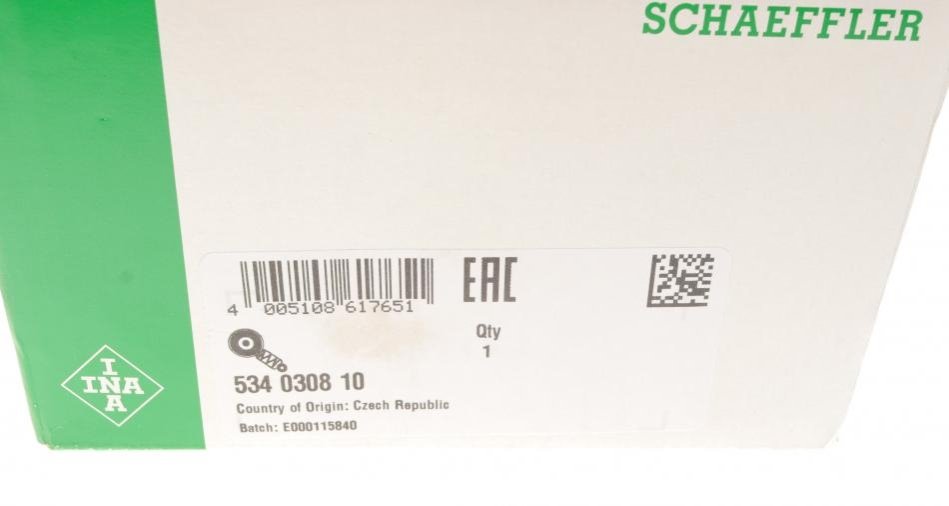 SCHAEFFLER
EAC
4 005108 617651
Qty
1
534 0308 10
Country of Origin: Czech Republic
Batch: E000115840
I
INA
A